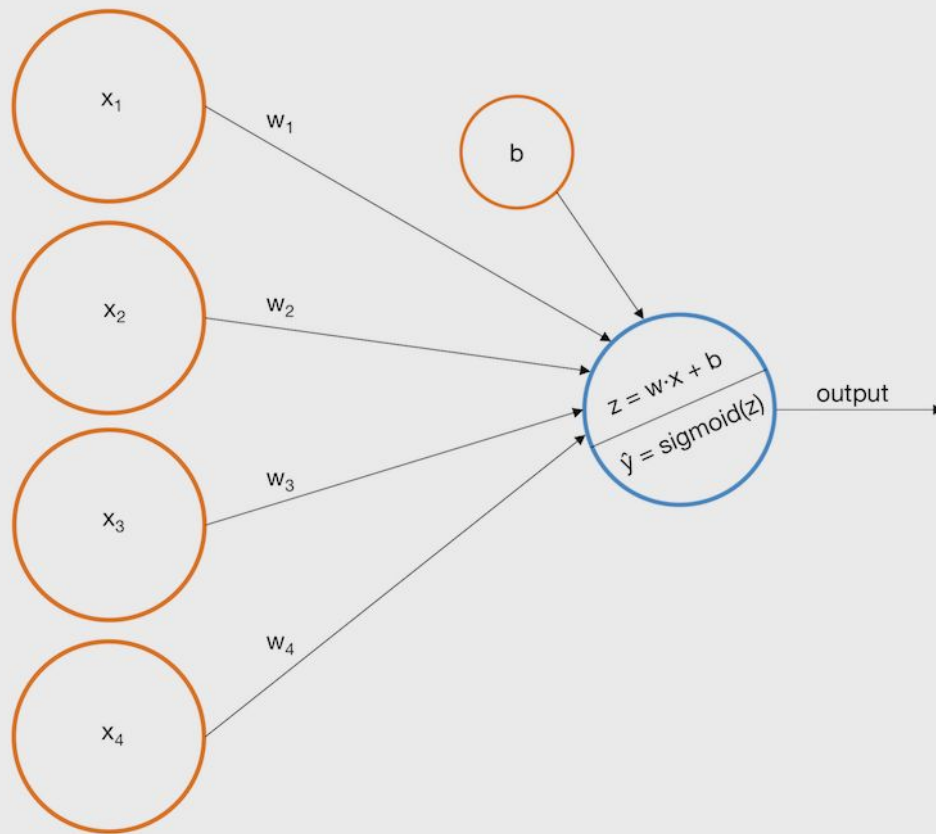 x₁
w₁
b
x₂
w₂
z = w·x + b
ŷ = sigmoid(z)
output
x₃
w₃
x₄
w₄